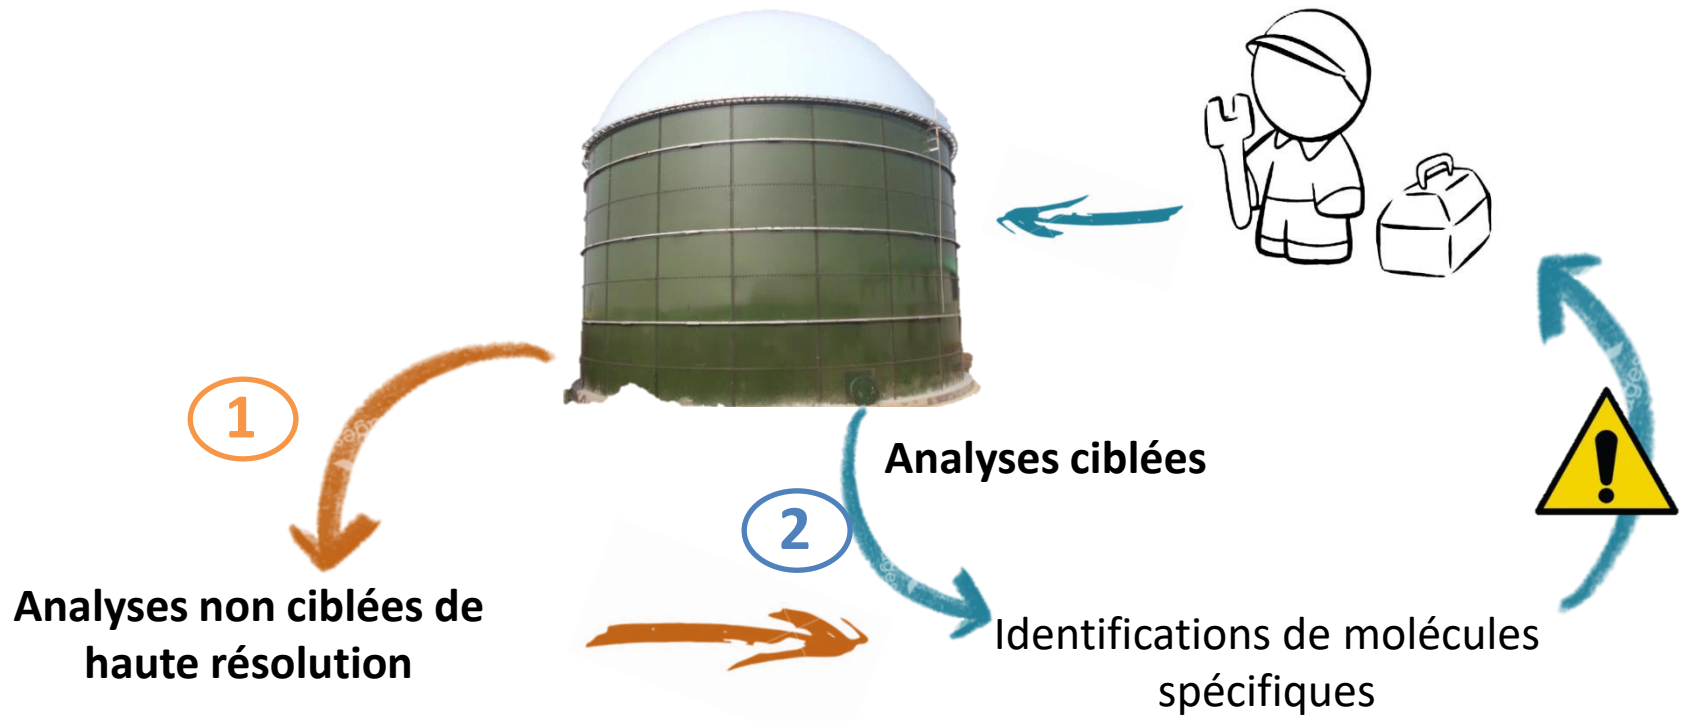 1
Analyses ciblées
2
Analyses non ciblées de
haute résolution
Identifications de molécules
spécifiques